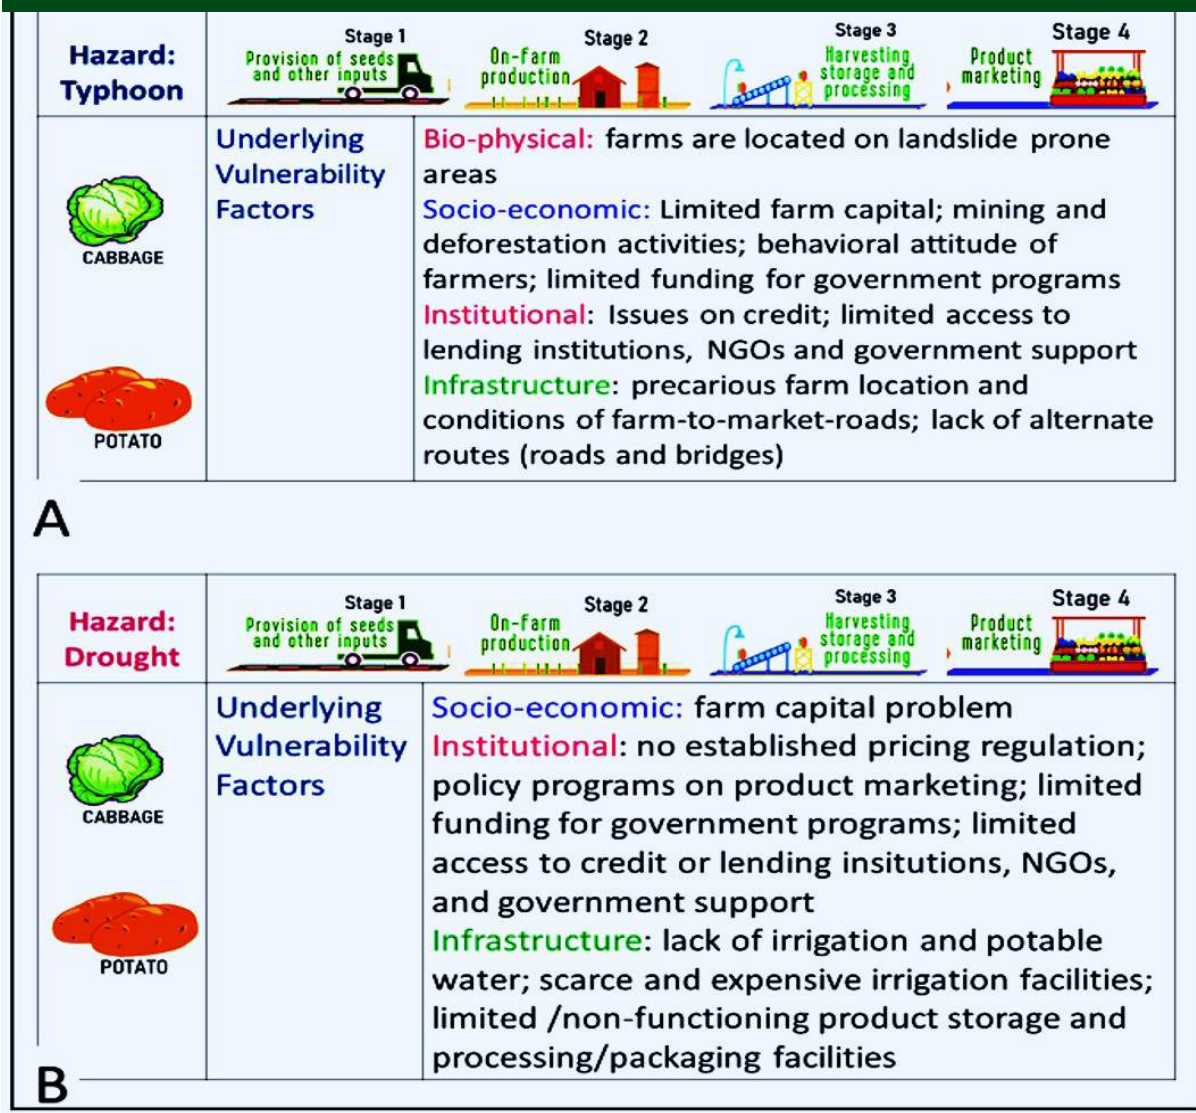 Hazard:
Typhoon
Stage 1
Provision of seeds
and other inputs
Stage 2
On-Farm
production
Stage 3
Harvesting,
storage and
processing
Stage 4
Product
marketing
CABBAGE
POTATO
Underlying
Vulnerability
Factors
Bio-physical: farms are located on landslide prone
areas
Socio-economic: Limited farm capital; mining and
deforestation activities; behavioral attitude of
farmers; limited funding for government programs
Institutional: Issues on credit; limited access to
lending institutions, NGOs and government support
Infrastructure: precarious farm location and
conditions of farm-to-market-roads; lack of alternate
routes (roads and bridges)
A
Hazard:
Drought
Stage 1
Provision of seeds
and other inputs
Stage 2
On-Farm
production
Stage 3
Harvesting,
storage and
processing
Stage 4
Product
marketing
CABBAGE
POTATO
Underlying
Vulnerability
Factors
Socio-economic: farm capital problem
Institutional: no established pricing regulation;
policy programs on product marketing; limited
funding for government programs; limited
access to credit or lending insitutions, NGOs,
and government support
Infrastructure: lack of irrigation and potable
water; scarce and expensive irrigation facilities;
limited /non-functioning product storage and
processing/packaging facilities
B